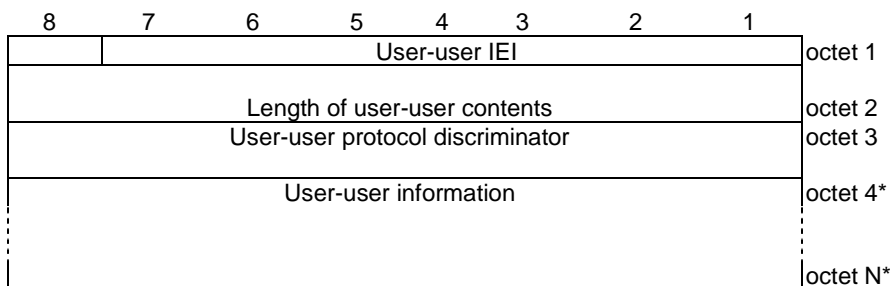 8 7 6 5 4 3 2 1
User-user IEI octet 1
Length of user-user contents octet 2
User-user protocol discriminator octet 3
User-user information octet 4*
octet N*